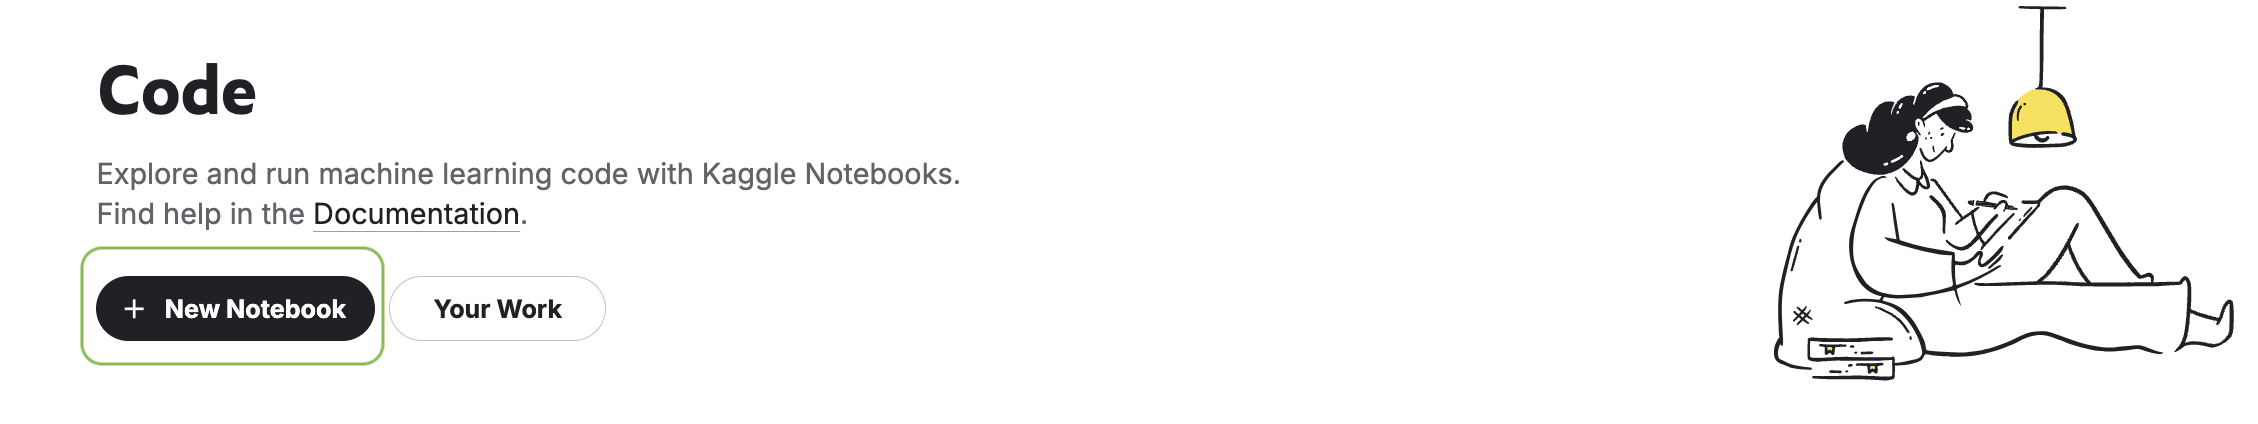 Code
Explore and run machine learning code with Kaggle Notebooks.
Find help in the Documentation.
+ New Notebook
Your Work